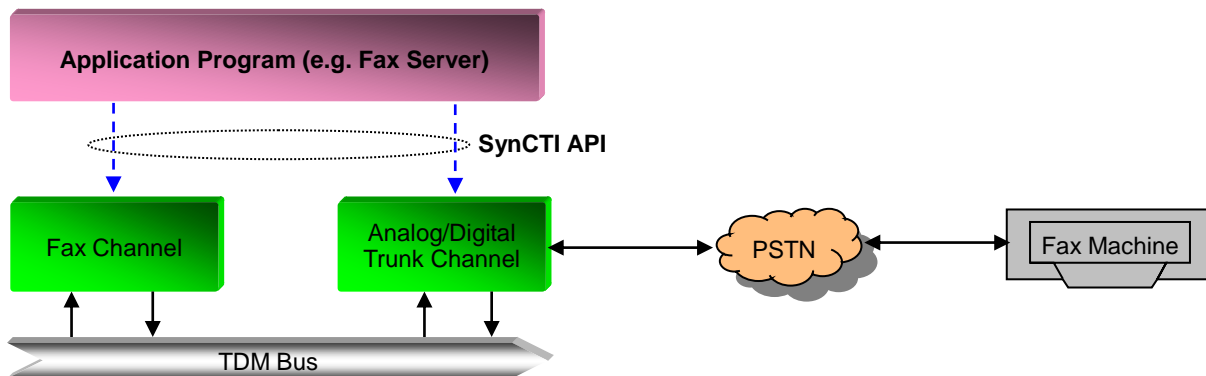 Application Program (e.g. Fax Server)
SynCTI API
Fax Channel
Analog/Digital
Trunk Channel
PSTN
Fax Machine
TDM Bus